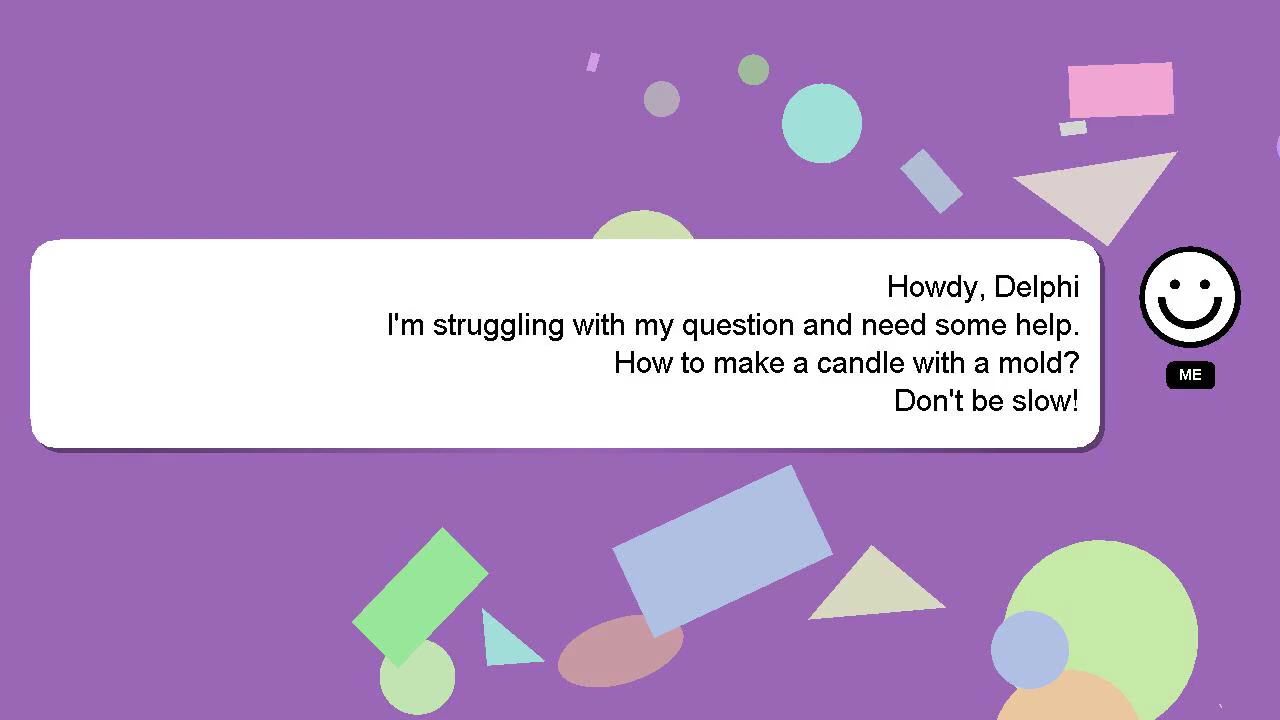 Howdy, Delphi
I'm struggling with my question and need some help.
How to make a candle with a mold?
Don't be slow!
ME